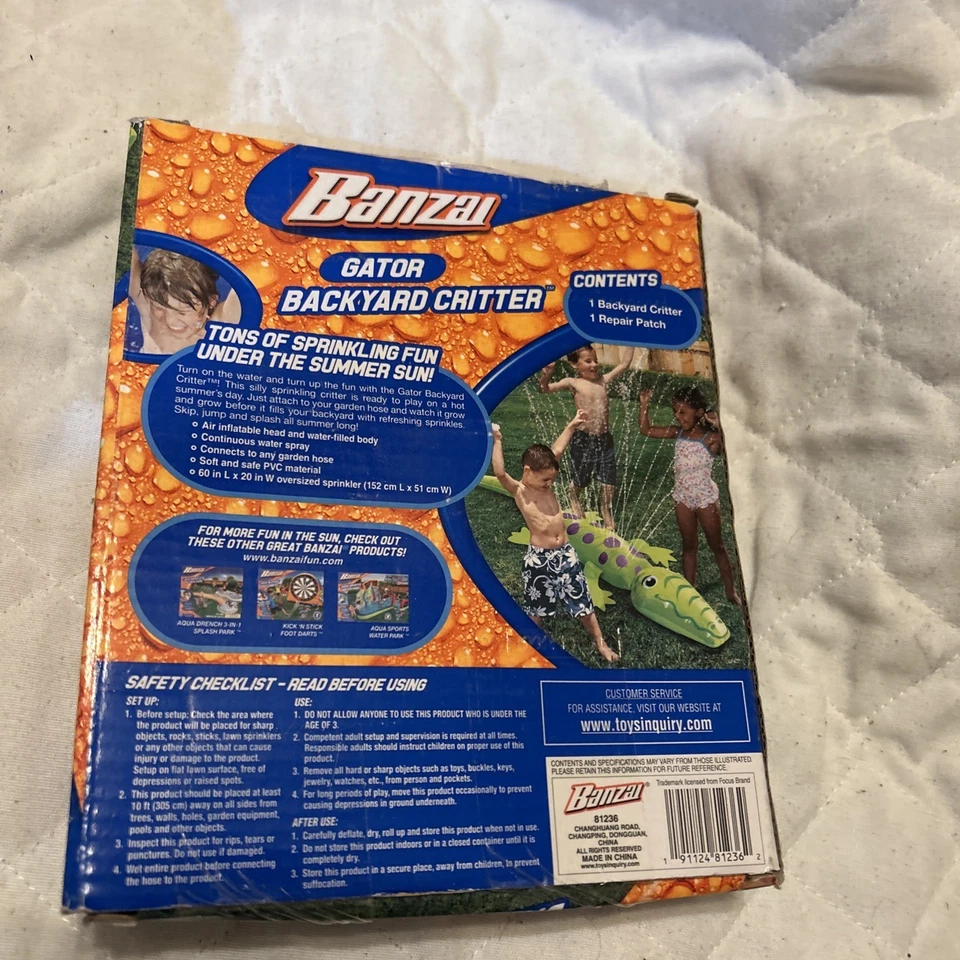 Banzai®
GATOR
BACKYARD CRITTER™
CONTENTS
1 Backyard Critter
1 Repair Patch
TONS OF SPRINKLING FUN
UNDER THE SUMMER SUN!
Turn on the water and turn up the fun with the Gator Backyard
Critter™! This silly sprinkling critter is ready to play on a hot
summer's day. Just attach to your garden hose and watch it grow
and grow before it fills your backyard with refreshing sprinkles.
Skip, jump and splash all summer long!
Air inflatable head and water-filled body
Continuous water spray
Connects to any garden hose
Soft and safe PVC material
60 in L x 20 in W oversized sprinkler (152 cm L x 51 cm W)
FOR MORE FUN IN THE SUN, CHECK OUT
THESE OTHER GREAT BANZAI® PRODUCTS!
www.banzaifun.com
AQUA DRENCH 3-IN-1
SPLASH PARK™
KICK 'N STICK
FOOT DARTS™
AQUA SPORTS
WATER PARK™
SAFETY CHECKLIST – READ BEFORE USING
SET UP:
1. Before setup: Check the area where
the product will be placed for sharp
objects, rocks, sticks, lawn sprinklers
or any other objects that can cause
injury or damage to the product.
Setup on flat lawn surface, free of
depressions or raised spots.
2. This product should be placed at least
10 ft (305 cm) away on all sides from
trees, walls, holes, garden equipment,
pools and other objects.
3. Inspect this product for rips, tears or
punctures. Do not use if damaged.
4. Wet entire product before connecting
the hose to the product.
USE:
1. DO NOT ALLOW ANYONE TO USE THIS PRODUCT WHO IS UNDER THE
AGE OF 3.
2. Competent adult setup and supervision is required at all times.
Responsible adults should instruct children on proper use of this
product.
3. Remove all hard or sharp objects such as toys, buckles, keys,
jewelry, watches, etc., from person and pockets.
4. For long periods of play, move this product occasionally to prevent
causing depressions in ground underneath.
AFTER USE:
1. Carefully deflate, dry, roll up and store this product when not in use.
2. Do not store this product indoors or in a closed container until it is
completely dry.
3. Store this product in a secure place, away from children, to prevent
suffocation.
CUSTOMER SERVICE
FOR ASSISTANCE, VISIT OUR WEBSITE AT
www.toysinquiry.com
CONTENTS AND SPECIFICATIONS MAY VARY FROM THOSE ILLUSTRATED.
PLEASE RETAIN THIS INFORMATION FOR FUTURE REFERENCE.
Trademark licensed from Focus Brand
Banzai®
81236
CHANGHUANG ROAD,
CHANGPING, DONGGUAN,
CHINA
ALL RIGHTS RESERVED
MADE IN CHINA
www.toysinquiry.com
1 91124 81236 2